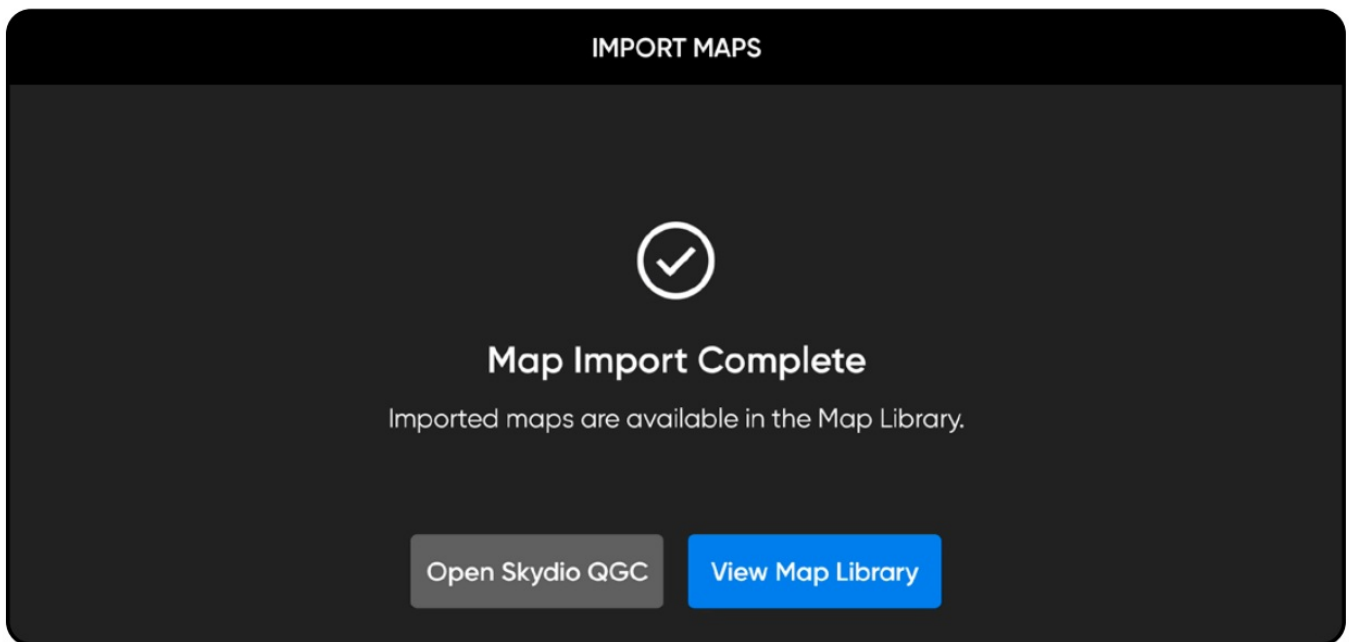 IMPORT MAPS
Map Import Complete
Imported maps are available in the Map Library.
Open Skydio QGC
View Map Library